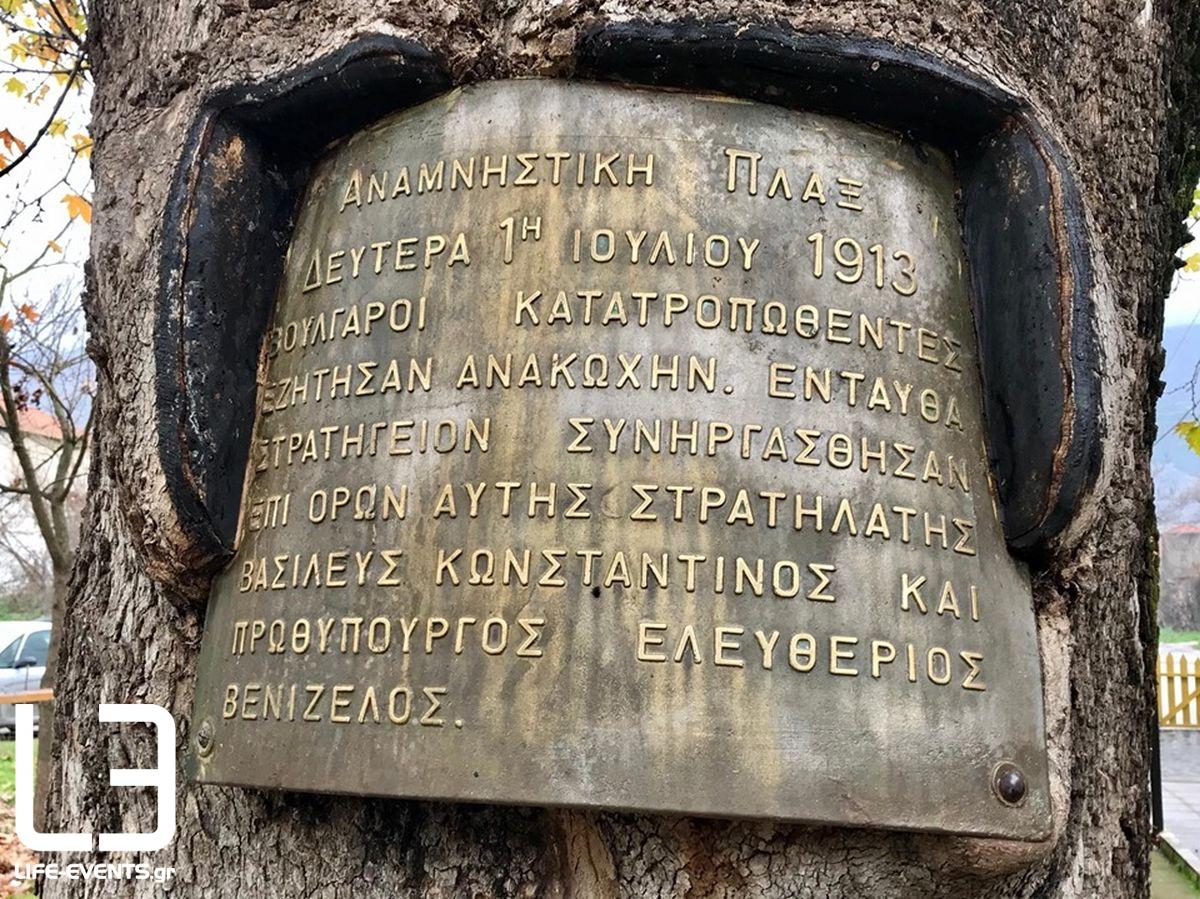 ΑΝΑΜΝΗΣΤΙΚΗ ΠΛΑΞ
ΔΕΥΤΕΡΑ 1Η ΙΟΥΛΙΟΥ 1913
ΒΟΥΛΓΑΡΟΙ ΚΑΤΑΤΡΟΠΩΘΕΝΤΕΣ
ΕΖΗΤΗΣΑΝ ΑΝΑΚΩΧΗΝ. ΕΝΤΑΥΘΑ
ΣΤΡΑΤΗΓΕΙΟΝ ΣΥΝΗΡΓΑΣΘΗΣΑΝ
ΕΠΙ ΟΡΩΝ ΑΥΤΗΣ ΣΤΡΑΤΗΛΑΤΗΣ
ΒΑΣΙΛΕΥΣ ΚΩΝΣΤΑΝΤΙΝΟΣ ΚΑΙ
ΠΡΩΘΥΠΟΥΡΓΟΣ ΕΛΕΥΘΕΡΙΟΣ
ΒΕΝΙΖΕΛΟΣ.
LE
LIFE-EVENTS.gr